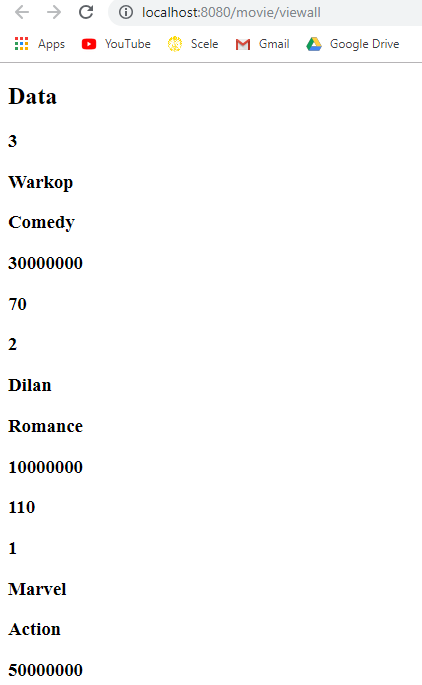 localhost:8080/movie/viewall
Apps YouTube Scele Gmail Google Drive
Data
3
Warkop
Comedy
30000000
70
2
Dilan
Romance
10000000
110
1
Marvel
Action
50000000